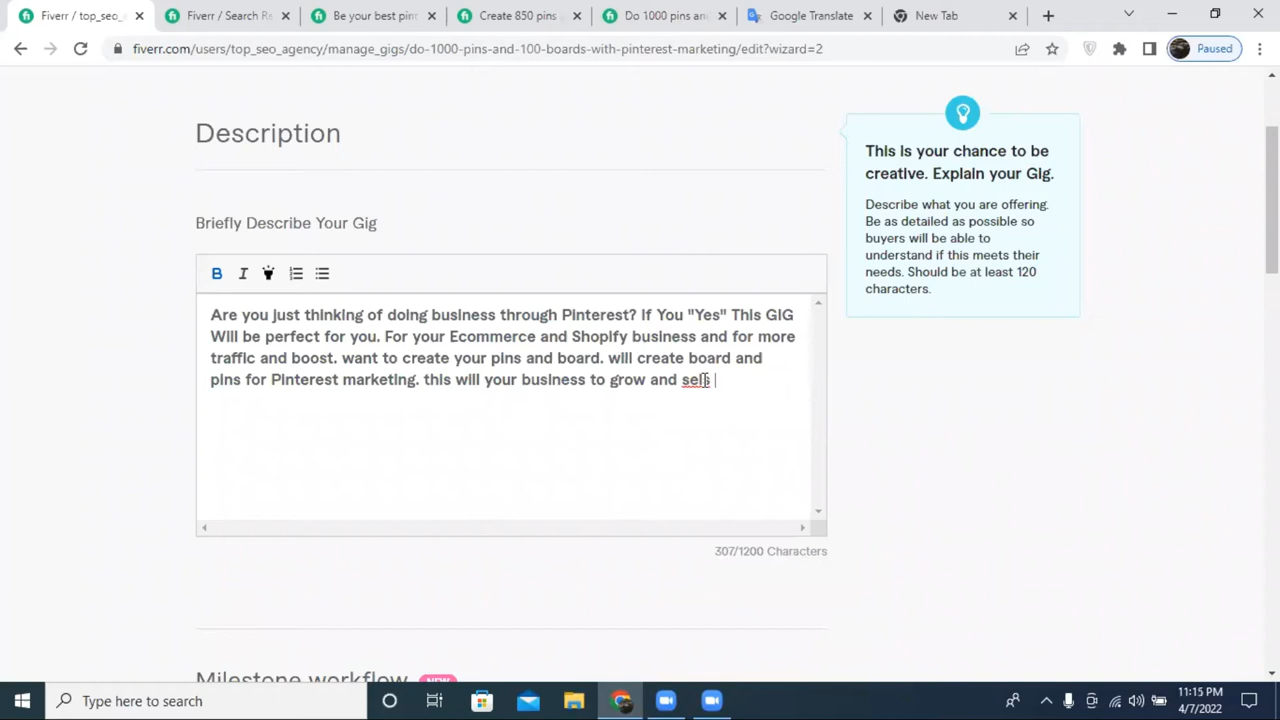 Fiverr / top_seo_
Fiverr / Search Re
Be your best pin
Create 850 pins
Do 1000 pins an
Google Translate
New Tab
fiverr.com/users/top_seo_agency/manage_gigs/do-1000-pins-and-100-boards-with-pinterest-marketing/edit?wizard=2
Paused
Description
Briefly Describe Your Gig
B I
Are you just thinking of doing business through Pinterest? If You "Yes" This GIG
Will be perfect for you. For your Ecommerce and Shopify business and for more
traffic and boost. want to create your pins and board. will create board and
pins for Pinterest marketing. this will your business to grow and
307/1200 Characters
This is your chance to be
creative. Explain your Gig.
Describe what you are offering.
Be as detailed as possible so
buyers will be able to
understand if this meets their
needs. Should be at least 120
characters.
Milestone workflow NEW
Type here to search
11:15 PM
4/7/2022